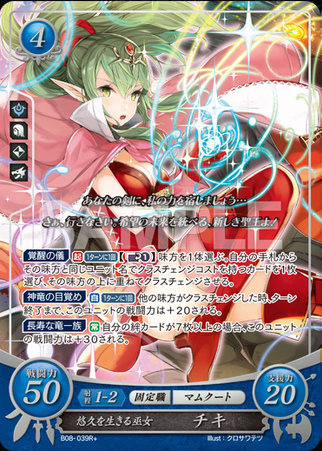 4
SAMPLE
あなたの剣に、私の力を宿しましょう…
さぁ、行きなさい。希望の未来を統べる、新しき聖王よ!
覚醒の儀 起 1ターンに1回 【 1】味方を1体選ぶ。自分の手札から
その味方と同じユニット名でクラスチェンジコストを持つカードを1枚
選び、その味方の上に重ねてクラスチェンジさせる。
神竜の目覚め 自 1ターンに1回 他の味方がクラスチェンジした時、ターン
終了まで、このユニットの戦闘力は+20される。
長寿な竜一族 常 自分の絆カードが7枚以上の場合、このユニット
の戦闘力は+30される。
戦闘力 50 射程 1-2 固定職 マムクート 支援力 20
悠久を生きる巫女 チキ
B08-039R+ Illust:クロサワテツ